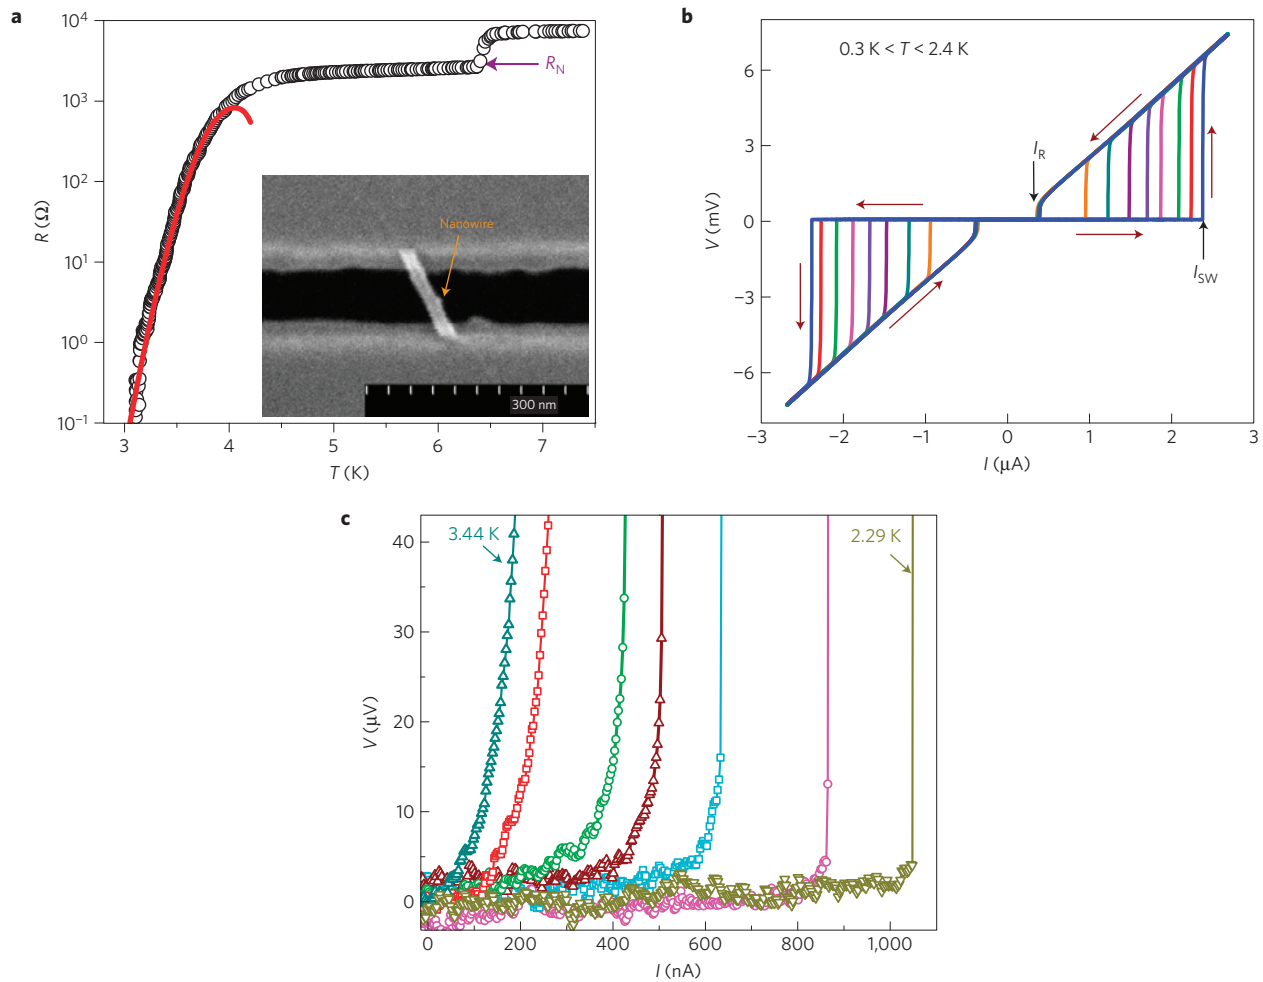 a
10⁴
10³
10²
10¹
10⁰
10⁻¹
R (Ω)
R_N
Nanowire
300 nm
3
4
5
6
7
T (K)
b
0.3 K < T < 2.4 K
6
3
0
−3
−6
V (mV)
I_R
I_SW
−3
−2
−1
0
1
2
3
I (μA)
c
3.44 K
2.29 K
40
30
20
10
0
V (μV)
0
200
400
600
800
1,000
I (nA)